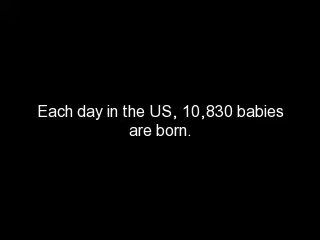 Each day in the US, 10,830 babies
are born.